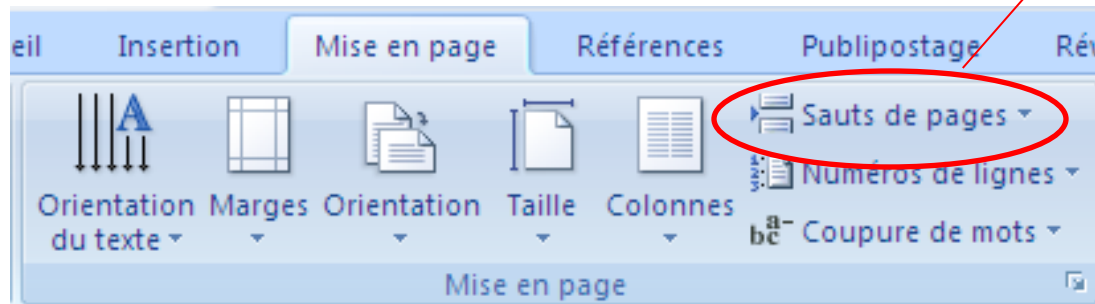 eil Insertion Mise en page Références Publipostage Rév
Sauts de pages
Numéros de lignes
Orientation du texte Marges Orientation Taille Colonnes
Coupure de mots
Mise en page